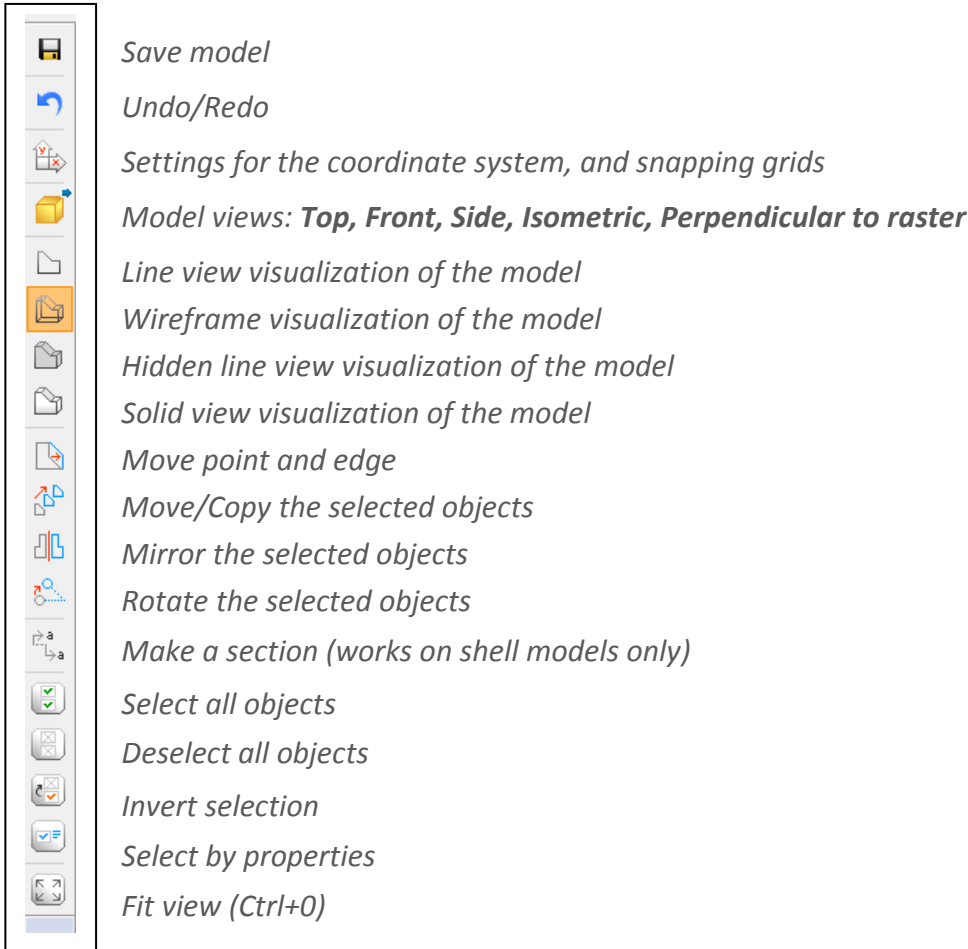 Save model
Undo/Redo
y
x
Settings for the coordinate system, and snapping grids
Model views: Top, Front, Side, Isometric, Perpendicular to raster
Line view visualization of the model
Wireframe visualization of the model
Hidden line view visualization of the model
Solid view visualization of the model
Move point and edge
Move/Copy the selected objects
Mirror the selected objects
Rotate the selected objects
a
a
Make a section (works on shell models only)
Select all objects
Deselect all objects
Invert selection
Select by properties
Fit view (Ctrl+0)